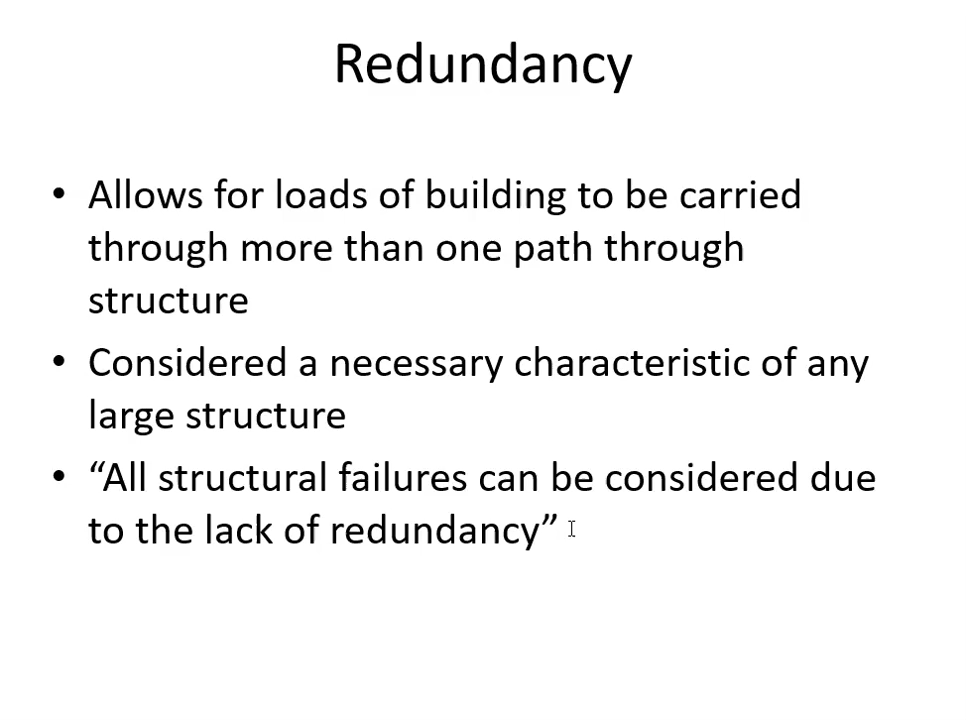 Redundancy
• Allows for loads of building to be carried
through more than one path through
structure
• Considered a necessary characteristic of any
large structure
• “All structural failures can be considered due
to the lack of redundancy”